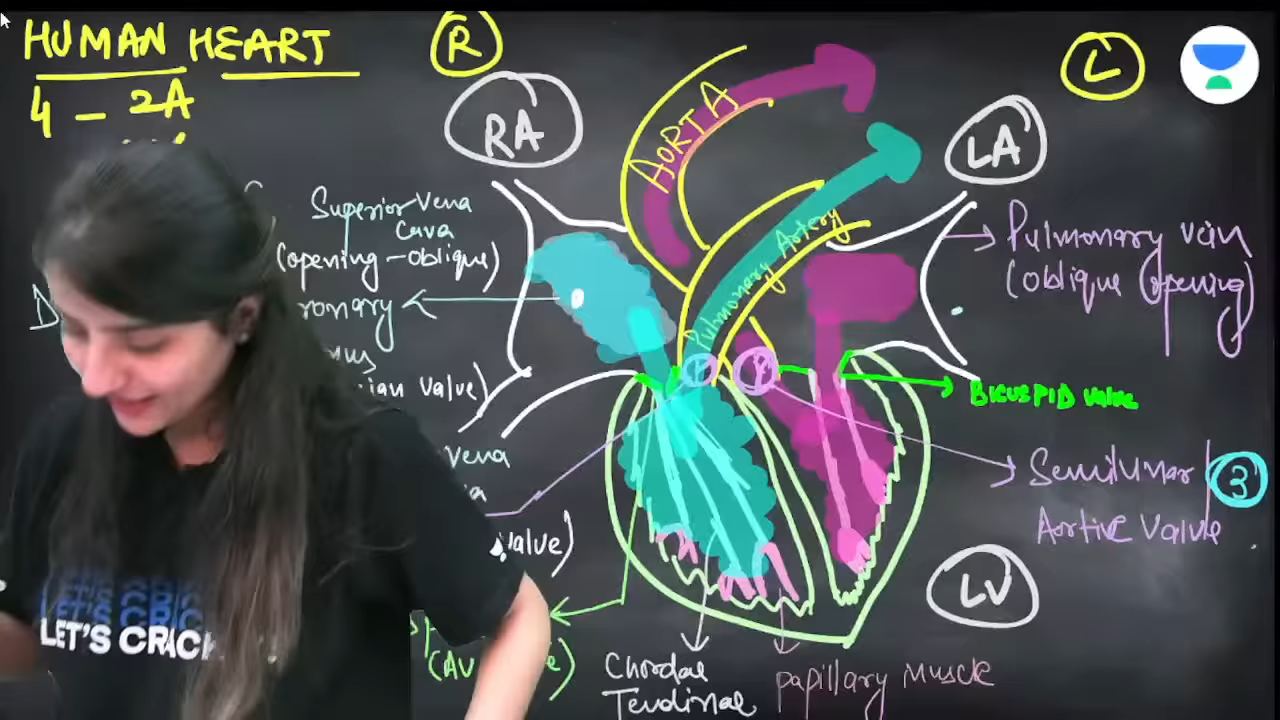 HUMAN HEART
4 - 2A
R
L
RA
LA
AORTA
Superior Vena
Cava
(opening - oblique)
Pulmonary Artery
Pulmonary vein
(oblique opening)
ronary
Bicuspid valve
ian valve)
vena
Semilunar
3
Aortic Valve
valve)
LV
(AV
Chordae
Tendinae
papillary Muscle
LET'S CRACK